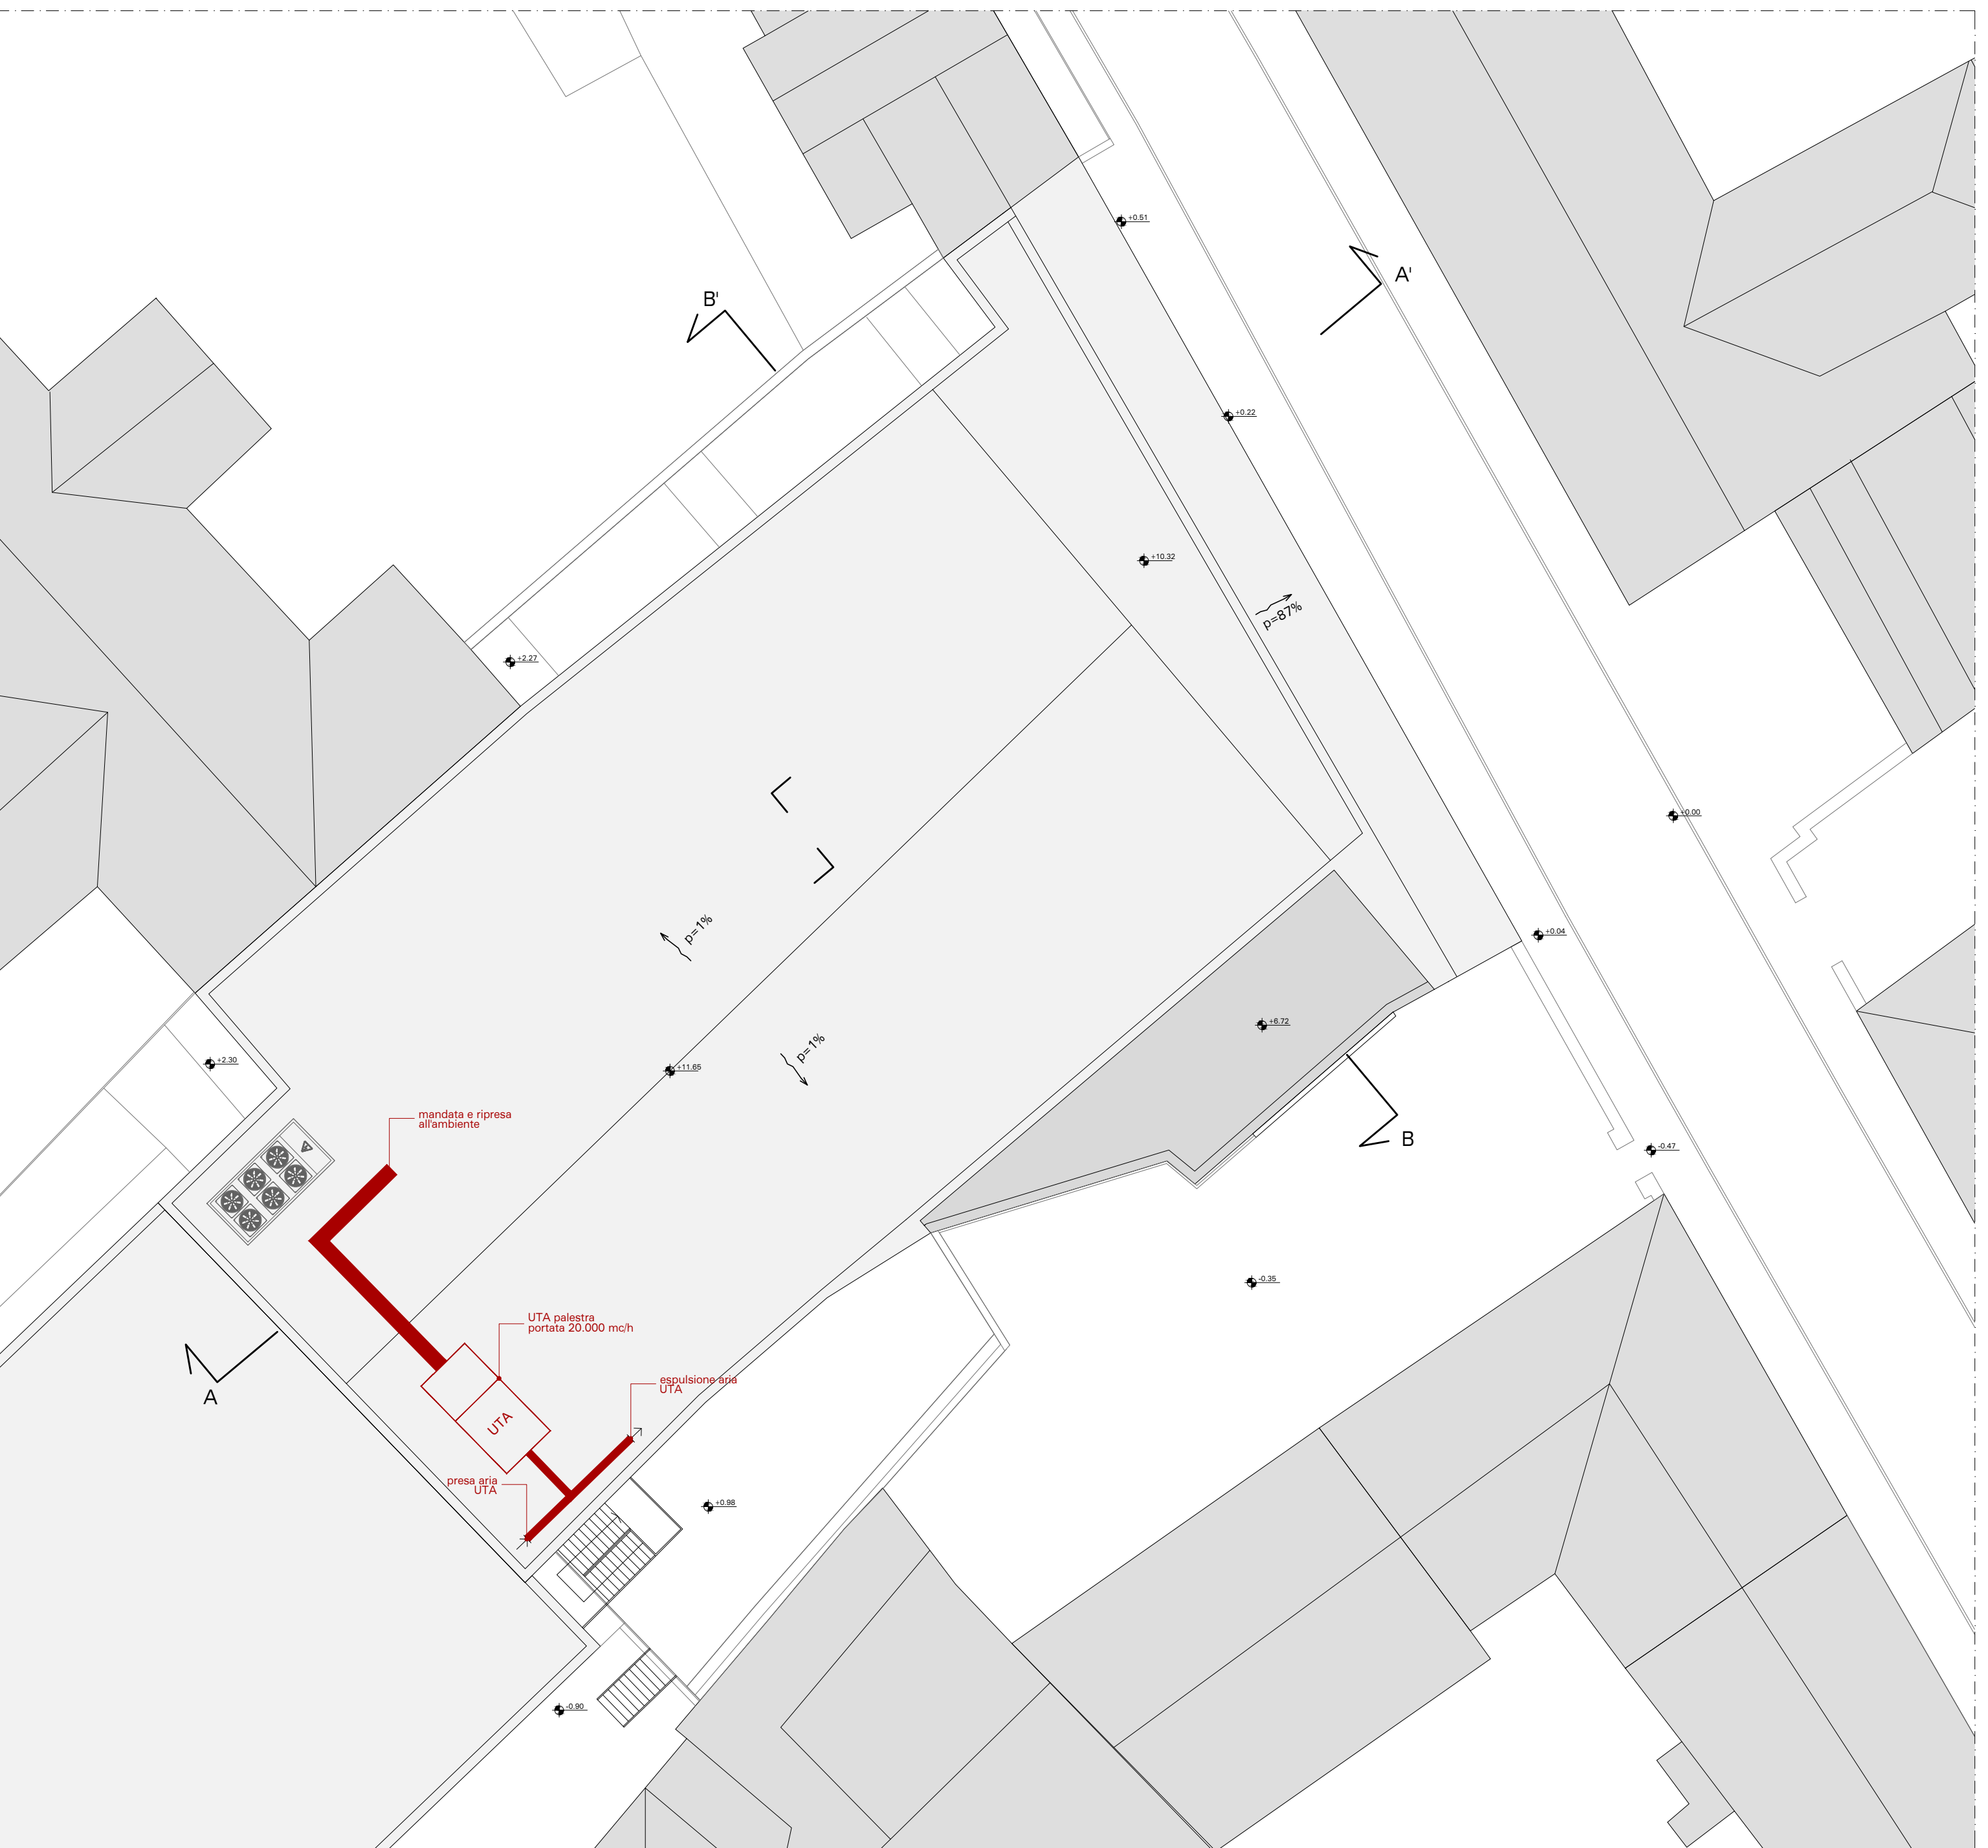 +0.51
A'
B'
+0.22
+10.32
p=87%
+2.27
+0.00
p=1%
+0.04
+6.72
p=1%
+2.30
+11.65
mandata e ripresa
all'ambiente
B
-0.47
-0.35
UTA palestra
portata 20.000 mc/h
espulsione aria
UTA
A
UTA
presa aria
UTA
+0.98
-0.90